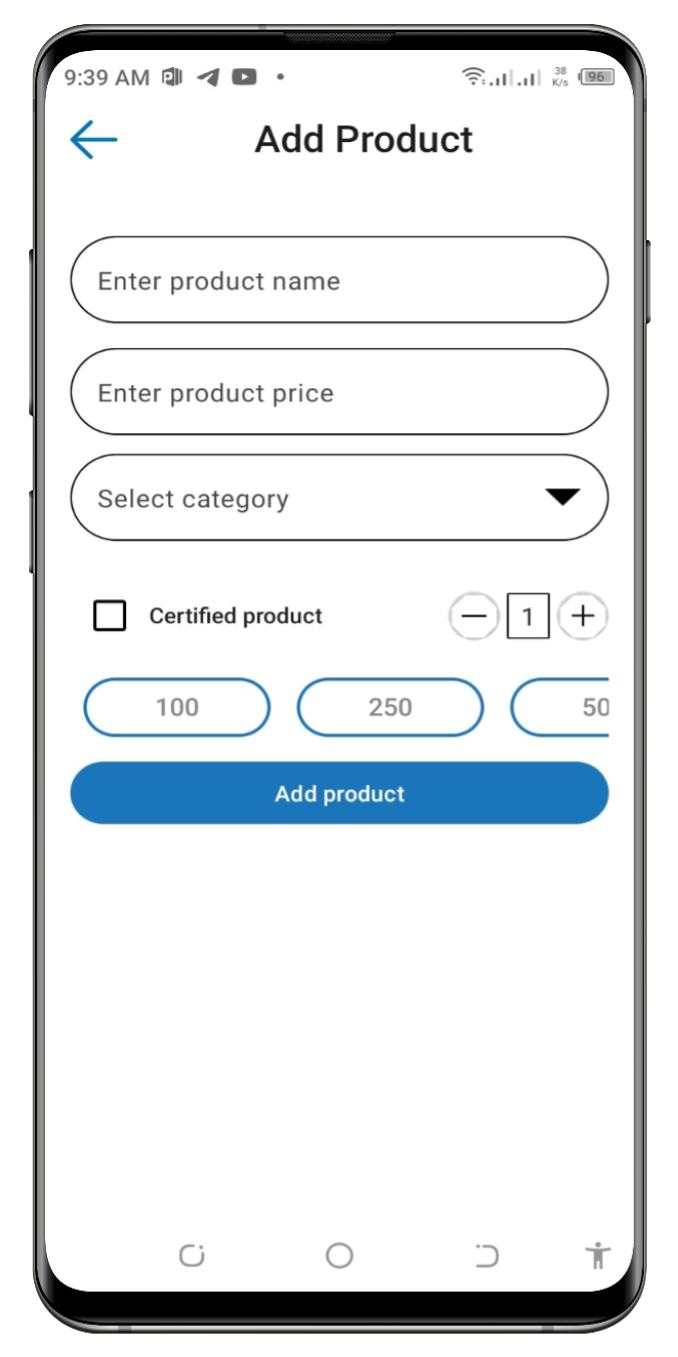 9:39 AM 38 K/s 96
Add Product
Enter product name
Enter product price
Select category
Certified product 1
100 250 50
Add product